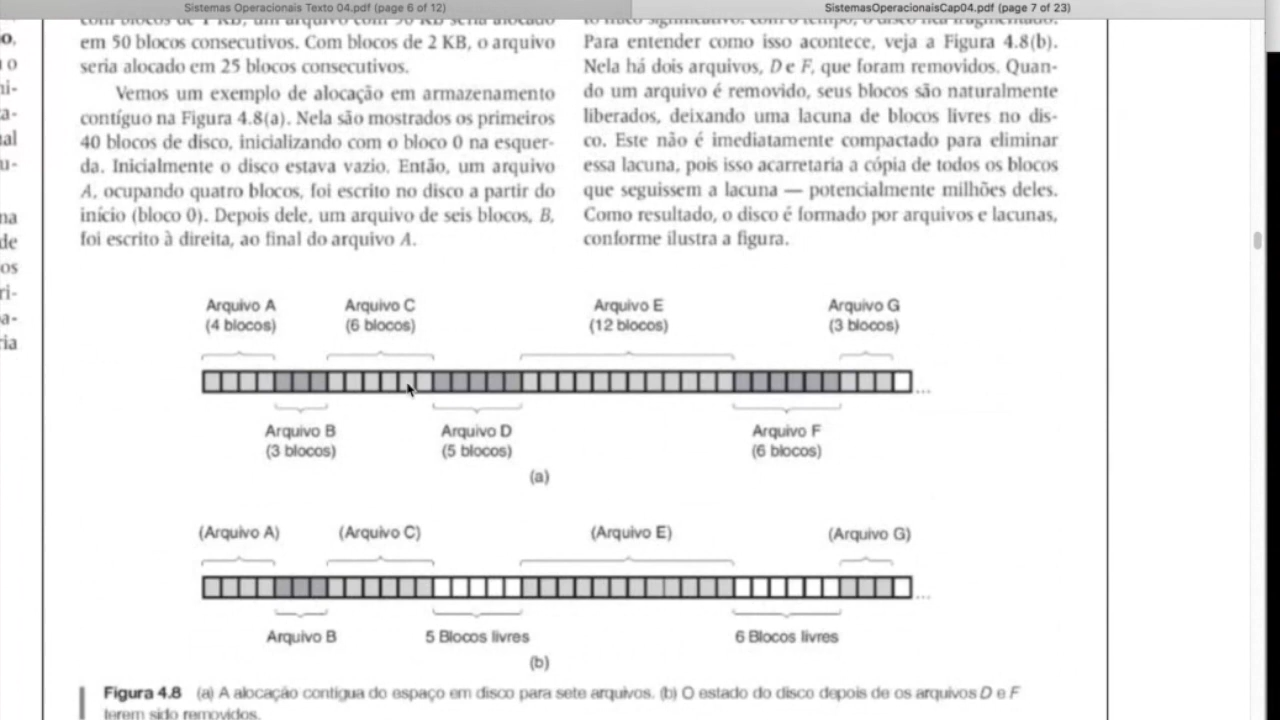 Sistemas Operacionais Texto 04.pdf (page 6 of 12)
SistemasOperacionaisCap04.pdf (page 7 of 23)
em 50 blocos consecutivos. Com blocos de 2 KB, o arquivo
seria alocado em 25 blocos consecutivos.
Vemos um exemplo de alocação em armazenamento
contíguo na Figura 4.8(a). Nela são mostrados os primeiros
40 blocos de disco, inicializando com o bloco 0 na esquer-
da. Inicialmente o disco estava vazio. Então, um arquivo
A, ocupando quatro blocos, foi escrito no disco a partir do
início (bloco 0). Depois dele, um arquivo de seis blocos, B,
foi escrito à direita, ao final do arquivo A.
Para entender como isso acontece, veja a Figura 4.8(b).
Nela há dois arquivos, D e F, que foram removidos. Quan-
do um arquivo é removido, seus blocos são naturalmente
liberados, deixando uma lacuna de blocos livres no dis-
co. Este não é imediatamente compactado para eliminar
essa lacuna, pois isso acarretaria a cópia de todos os blocos
que seguissem a lacuna — potencialmente milhões deles.
Como resultado, o disco é formado por arquivos e lacunas,
conforme ilustra a figura.
Arquivo A
(4 blocos)
Arquivo C
(6 blocos)
Arquivo E
(12 blocos)
Arquivo G
(3 blocos)
...
Arquivo B
(3 blocos)
Arquivo D
(5 blocos)
Arquivo F
(6 blocos)
(a)
(Arquivo A)
(Arquivo C)
(Arquivo E)
(Arquivo G)
...
Arquivo B
5 Blocos livres
6 Blocos livres
(b)
Figura 4.8 (a) A alocação contígua do espaço em disco para sete arquivos. (b) O estado do disco depois de os arquivos D e F
terem sido removidos.